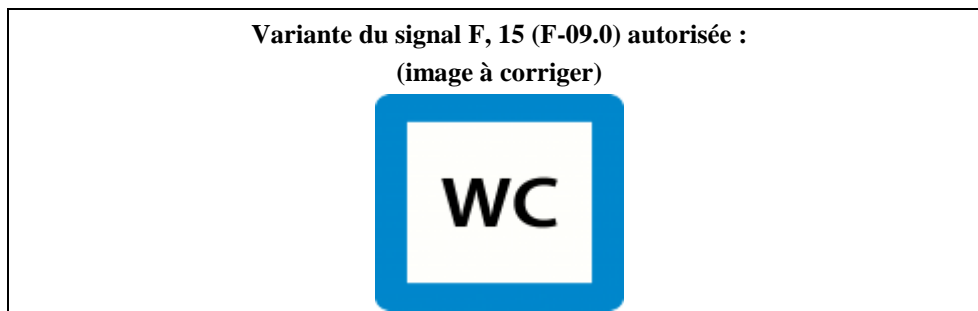 Variante du signal F, 15 (F-09.0) autorisée :
(image à corriger)
WC